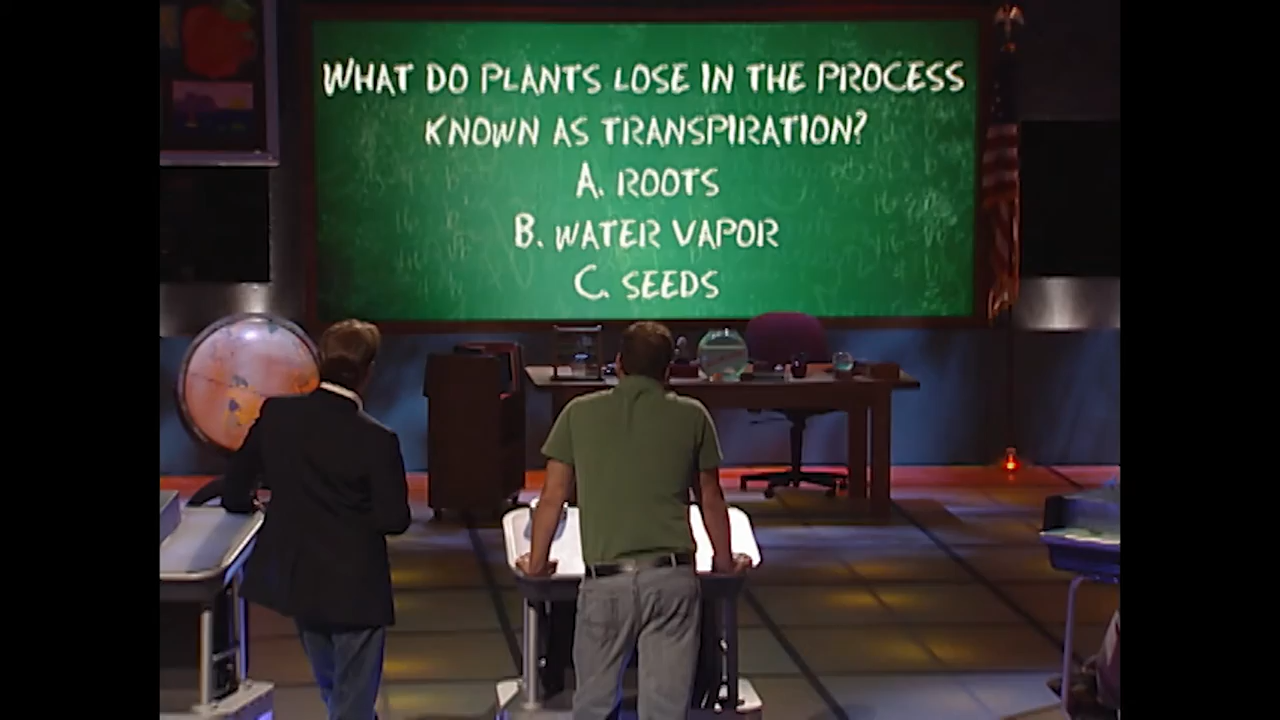 WHAT DO PLANTS LOSE IN THE PROCESS
KNOWN AS TRANSPIRATION?
A. ROOTS
B. WATER VAPOR
C. SEEDS